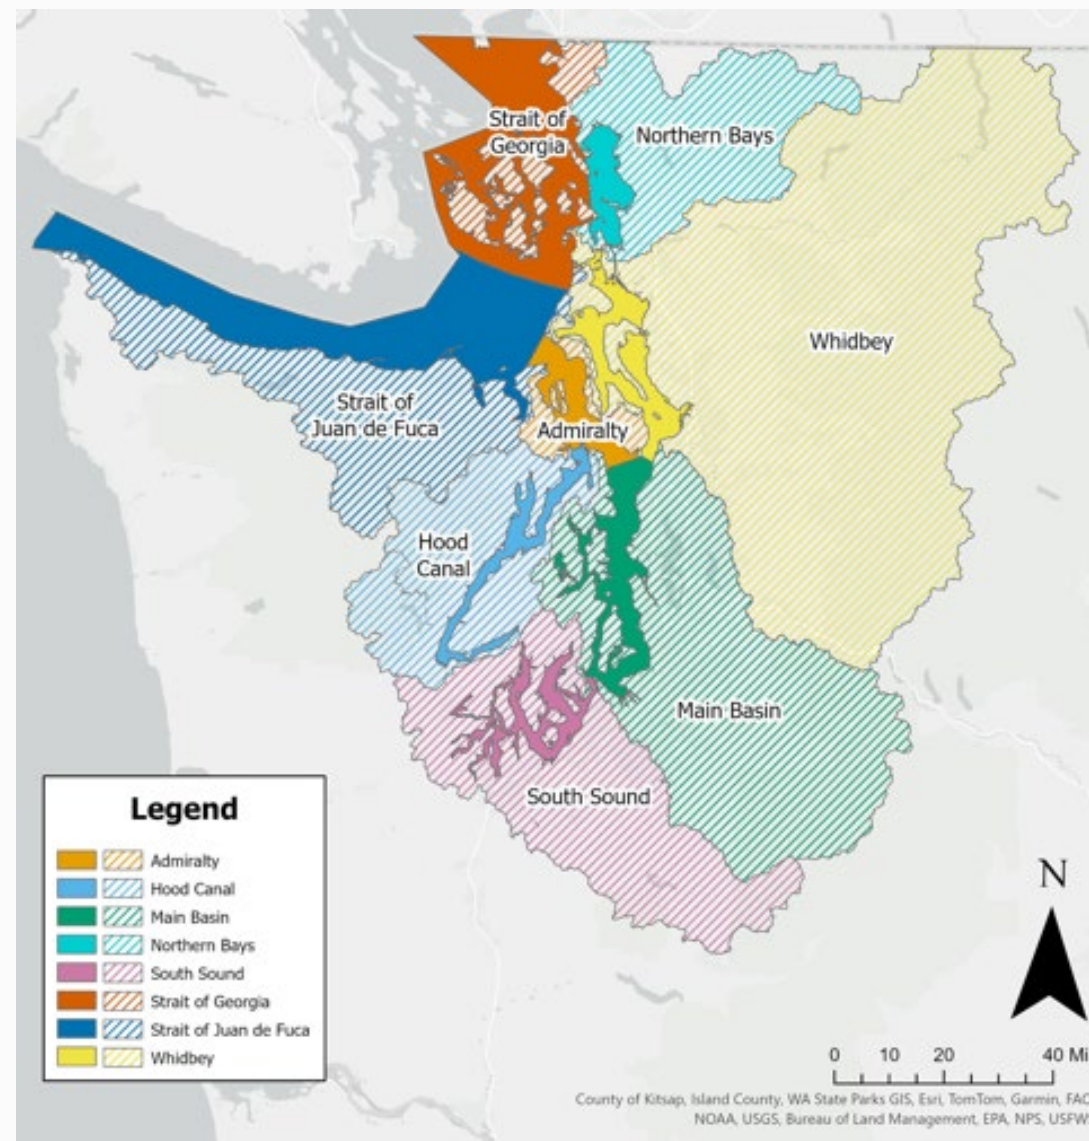 Strait of
Georgia
Northern Bays
Whidbey
Strait of
Juan de Fuca
Admiralty
Hood
Canal
Main Basin
South Sound
Legend
Admiralty
Hood Canal
Main Basin
Northern Bays
South Sound
Strait of Georgia
Strait of Juan de Fuca
Whidbey
N
0 10 20 40 Mi
County of Kitsap, Island County, WA State Parks GIS, Esri, TomTom, Garmin, FAO
NOAA, USGS, Bureau of Land Management, EPA, NPS, USFW